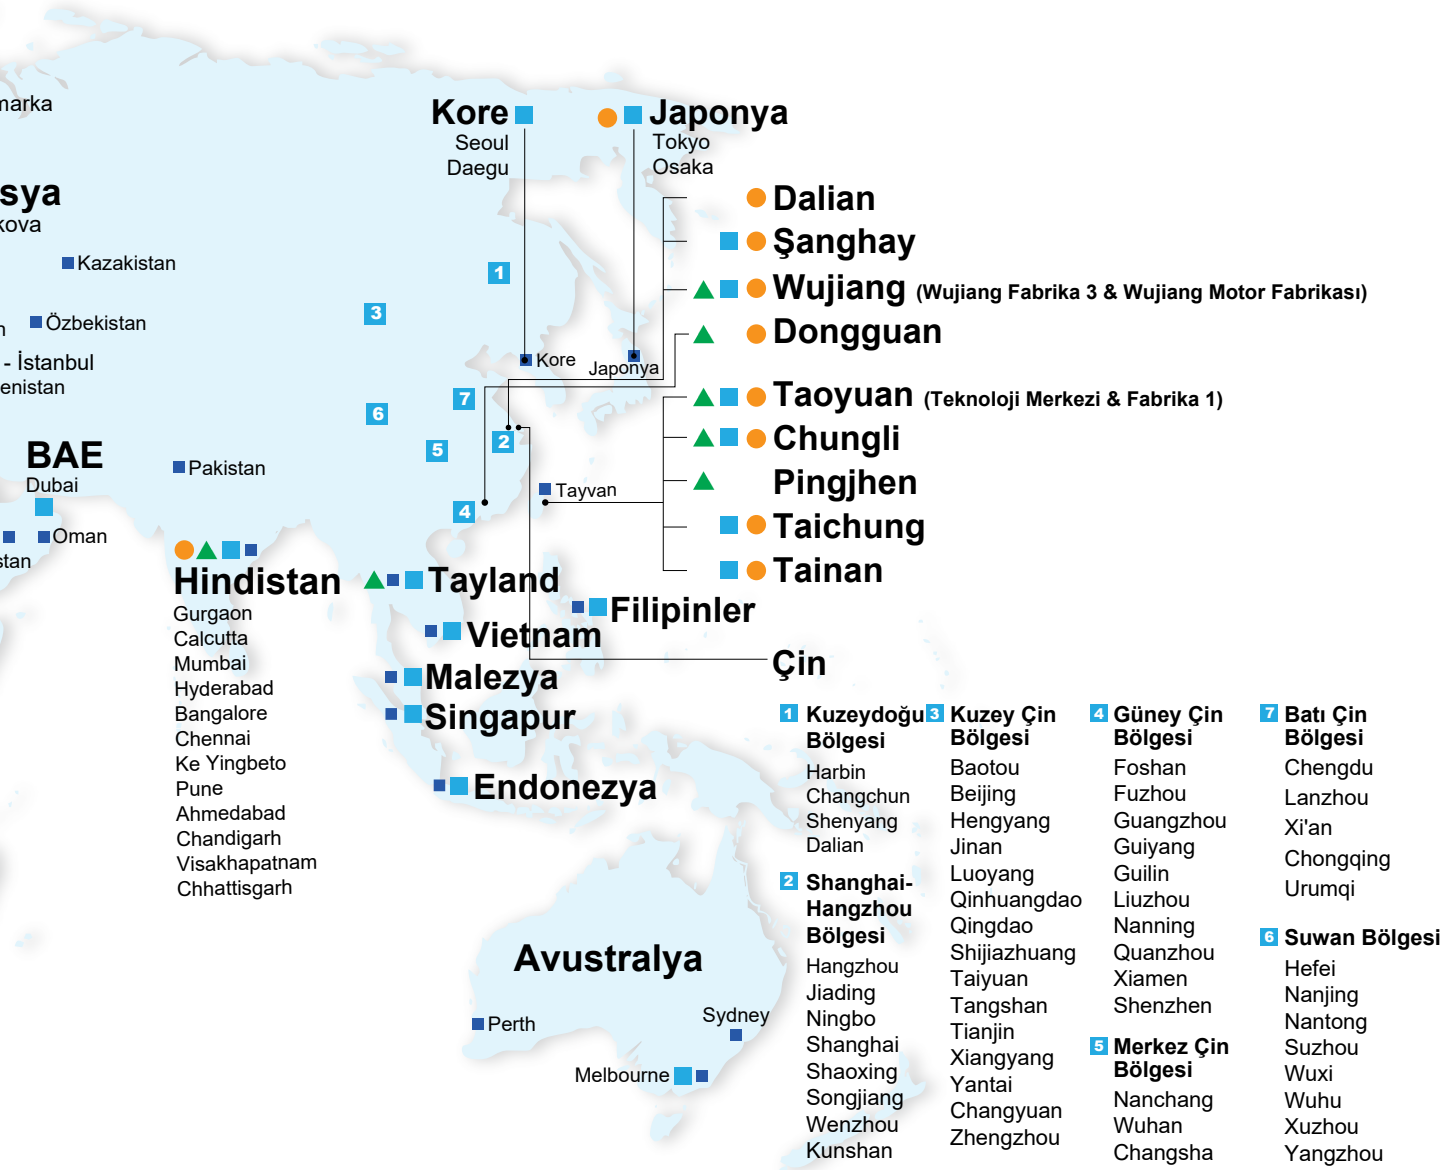 marka
sya
kova
Kazakistan
Özbekistan
n
- İstanbul
enistan
BAE
Dubai
Oman
stan
Pakistan
Kore
Seoul
Daegu
Japonya
Tokyo
Osaka
Dalian
Şanghay
Wujiang (Wujiang Fabrika 3 & Wujiang Motor Fabrikası)
Dongguan
Taoyuan (Teknoloji Merkezi & Fabrika 1)
Chungli
Pingjhen
Taichung
Tainan
1
3
Kore
Japonya
7
6
2
5
4
Tayvan
Hindistan
Gurgaon
Calcutta
Mumbai
Hyderabad
Bangalore
Chennai
Ke Yingbeto
Pune
Ahmedabad
Chandigarh
Visakhapatnam
Chhattisgarh
Tayland
Filipinler
Vietnam
Malezya
Singapur
Endonezya
Çin
Avustralya
Perth
Sydney
Melbourne
1 Kuzeydoğu
Bölgesi
Harbin
Changchun
Shenyang
Dalian
2 Shanghai-
Hangzhou
Bölgesi
Hangzhou
Jiading
Ningbo
Shanghai
Shaoxing
Songjiang
Wenzhou
Kunshan
3 Kuzey Çin
Bölgesi
Baotou
Beijing
Hengyang
Jinan
Luoyang
Qinhuangdao
Qingdao
Shijiazhuang
Taiyuan
Tangshan
Tianjin
Xiangyang
Yantai
Changyuan
Zhengzhou
4 Güney Çin
Bölgesi
Foshan
Fuzhou
Guangzhou
Guiyang
Guilin
Liuzhou
Nanning
Quanzhou
Xiamen
Shenzhen
5 Merkez Çin
Bölgesi
Nanchang
Wuhan
Changsha
7 Batı Çin
Bölgesi
Chengdu
Lanzhou
Xi'an
Chongqing
Urumqi
6 Suwan Bölgesi
Hefei
Nanjing
Nantong
Suzhou
Wuxi
Wuhu
Xuzhou
Yangzhou